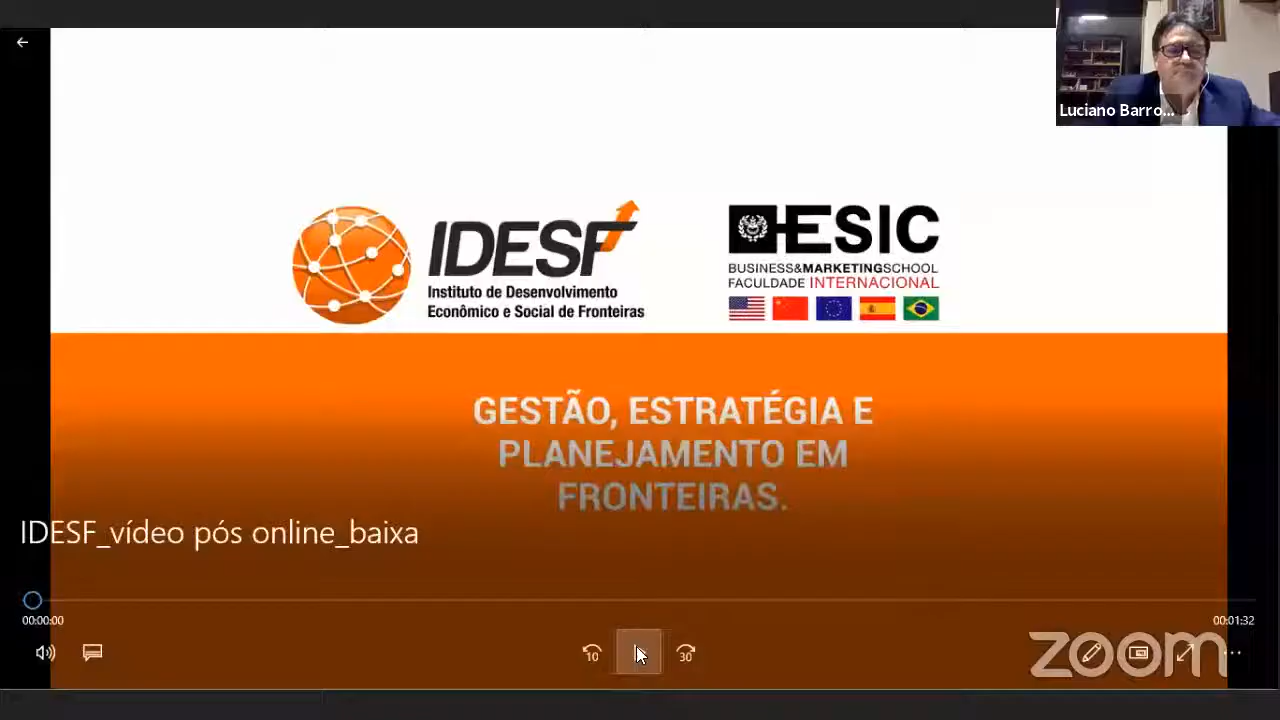 Luciano Barro...
IDESF
Instituto de Desenvolvimento
Econômico e Social de Fronteiras
ESIC
BUSINESS&MARKETINGSCHOOL
FACULDADE INTERNACIONAL
GESTÃO, ESTRATÉGIA E
PLANEJAMENTO EM
FRONTEIRAS.
IDESF_vídeo pós online_baixa
00:00:00
00:01:32
10
30
zoom